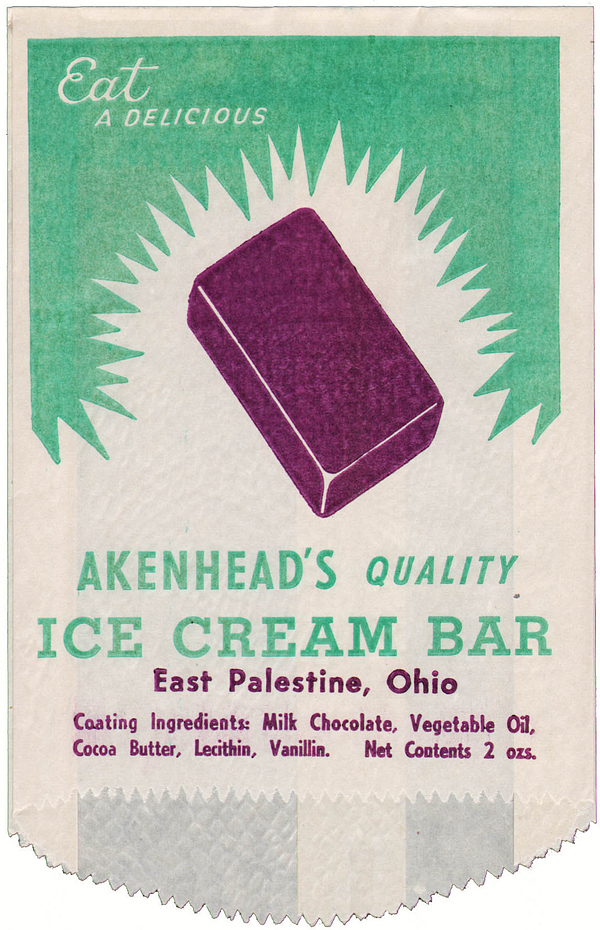 Eat
A DELICIOUS
AKENHEAD'S QUALITY
ICE CREAM BAR
East Palestine, Ohio
Coating Ingredients: Milk Chocolate, Vegetable Oil,
Cocoa Butter, Lecithin, Vanillin. Net Contents 2 ozs.